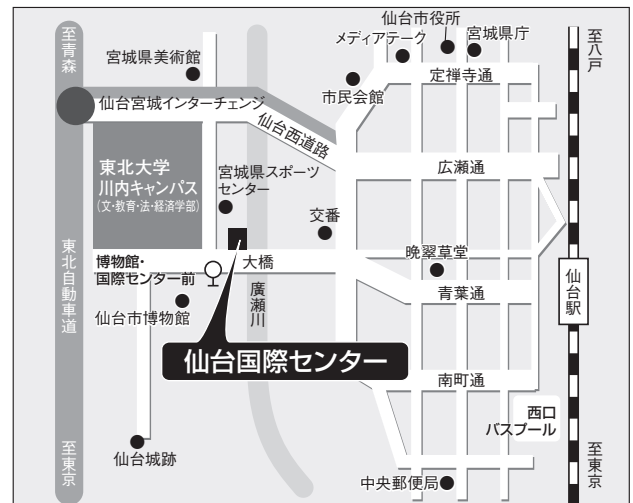 仙台市役所
至青森
メディアテーク
宮城県庁
至八戸
宮城県美術館
定禅寺通
市民会館
仙台宮城インターチェンジ
仙台西道路
東北大学
川内キャンパス
(文・教育・法・経済学部)
宮城県スポーツ
センター
広瀬通
交番
東北自動車道
博物館・
国際センター前
大橋
晩翠草堂
仙台駅
廣瀬川
青葉通
仙台市博物館
仙台国際センター
南町通
西口
バスプール
至東京
仙台城跡
中央郵便局
至東京